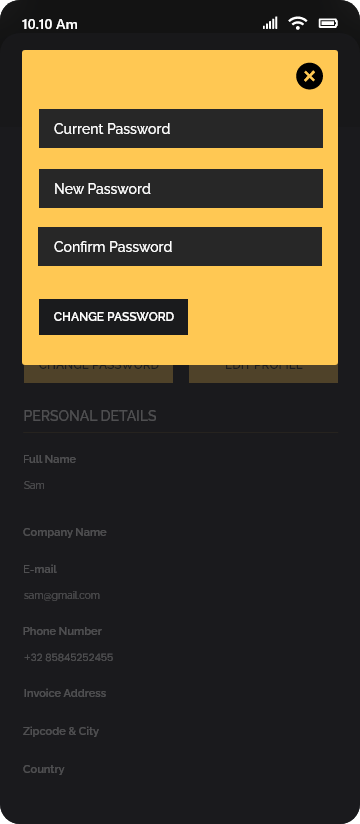 10.10 Am
Current Password
New Password
Confirm Password
CHANGE PASSWORD
CHANGE PASSWORD EDIT PROFILE
PERSONAL DETAILS
Full Name
Sam
Company Name
E-mail
sam@gmail.com
Phone Number
+32 85845252455
Invoice Address
Zipcode & City
Country